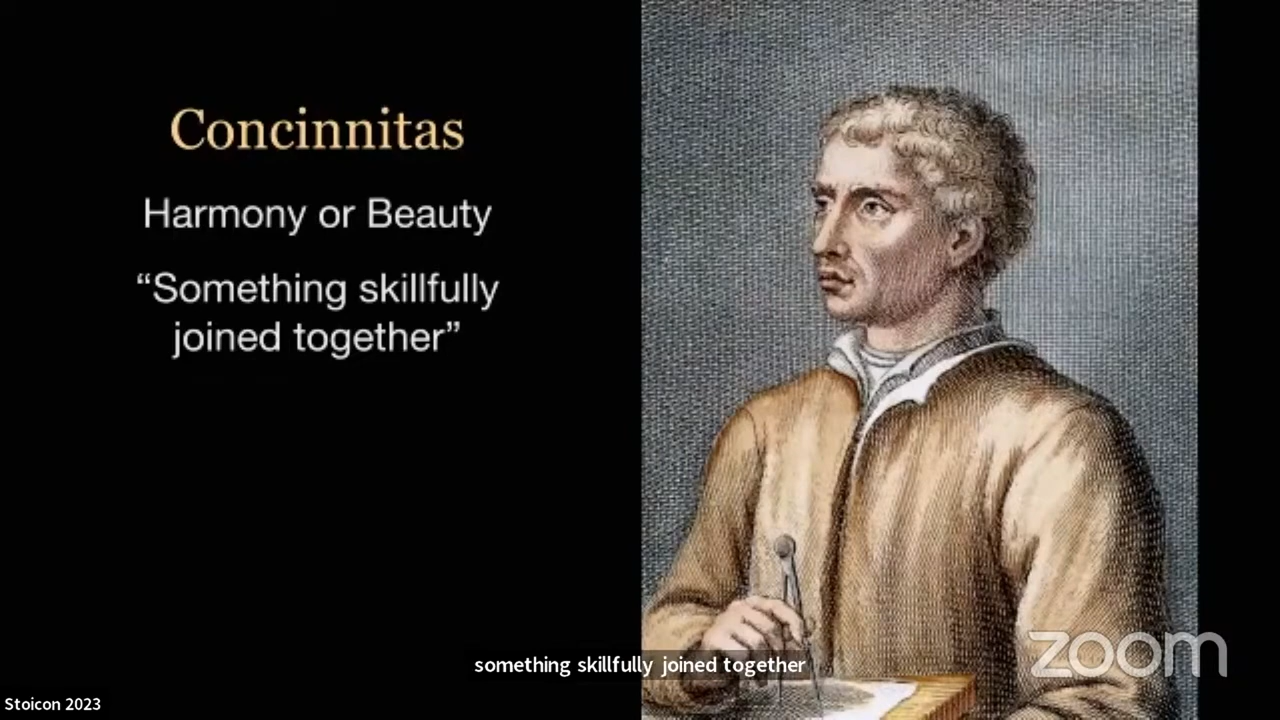 Concinnitas
Harmony or Beauty
“Something skillfully
joined together”
something skillfully joined together
zoom
Stoicon 2023